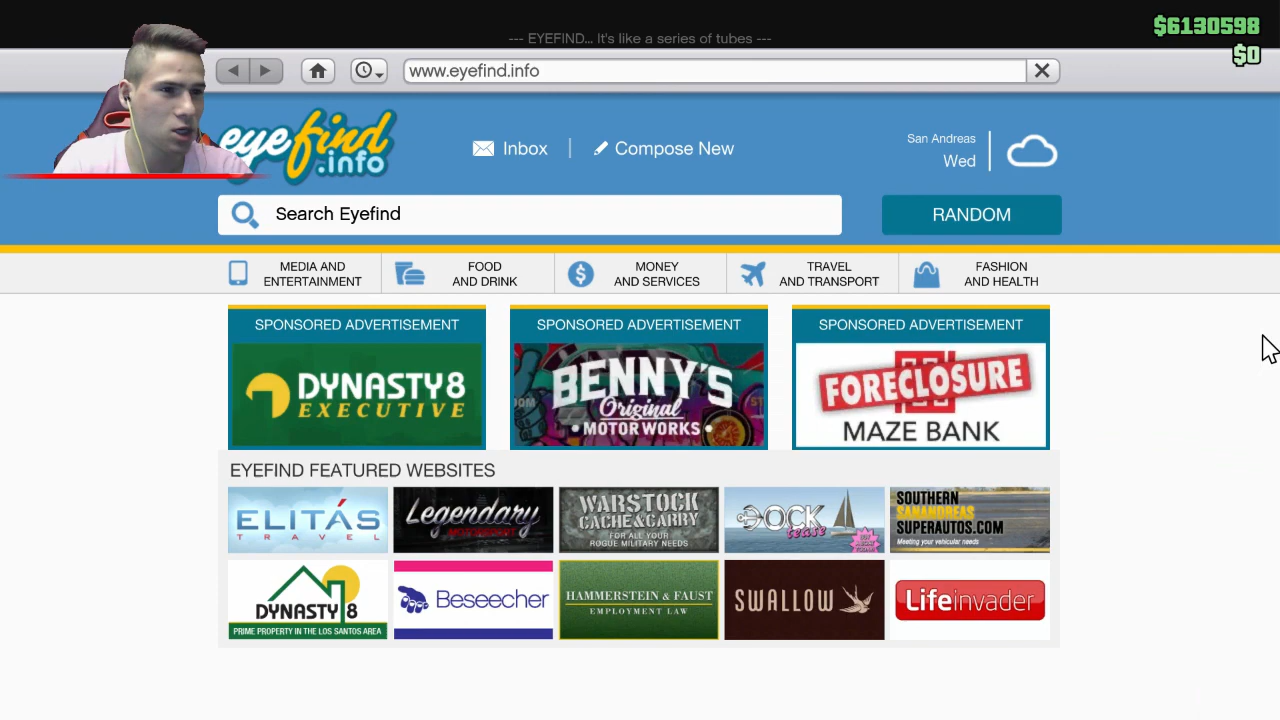 $6130598
--- EYEFIND... It's like a series of tubes ---
$0
www.eyefind.info
eyefind
.info
Inbox
Compose New
San Andreas
Wed
Search Eyefind
RANDOM
MEDIA AND
ENTERTAINMENT
FOOD
AND DRINK
MONEY
AND SERVICES
TRAVEL
AND TRANSPORT
FASHION
AND HEALTH
SPONSORED ADVERTISEMENT
DYNASTY8
EXECUTIVE
SPONSORED ADVERTISEMENT
BENNY'S
Original
MOTOR WORKS
SPONSORED ADVERTISEMENT
FORECLOSURE
MAZE BANK
EYEFIND FEATURED WEBSITES
ELITÁS
TRAVEL
Legendary
MOTORSPORT
WARSTOCK
CACHE&CARRY
FOR ALL YOUR
ROGUE MILITARY NEEDS
DOCK
tease
SOUTHERN
SANANDREAS
SUPERAUTOS.COM
Meeting your vehicular needs
DYNASTY 8
PRIME PROPERTY IN THE LOS SANTOS AREA
Beseecher
HAMMERSTEIN & FAUST
EMPLOYMENT LAW
SWALLOW
Lifeinvader